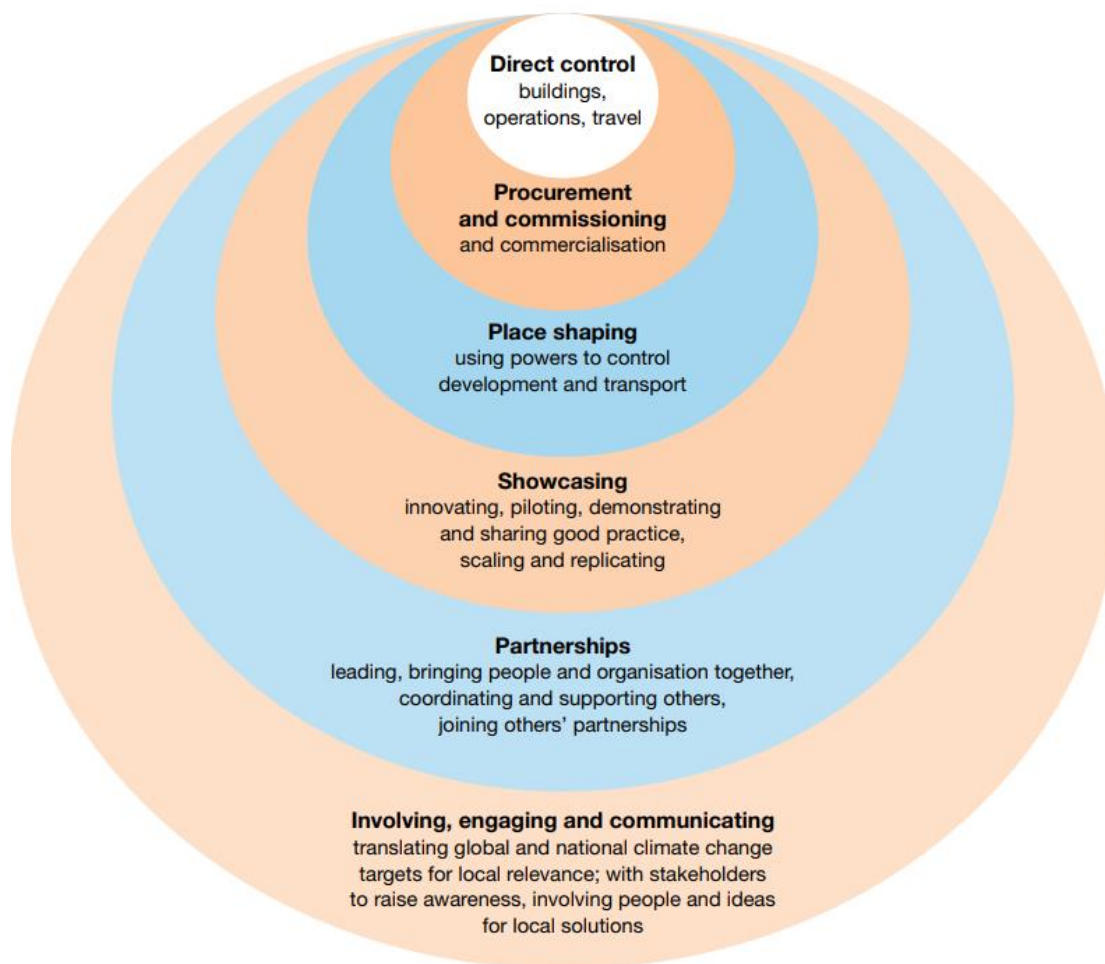 Direct control
buildings,
operations, travel
Procurement
and commissioning
and commercialisation
Place shaping
using powers to control
development and transport
Showcasing
innovating, piloting, demonstrating
and sharing good practice,
scaling and replicating
Partnerships
leading, bringing people and organisation together,
coordinating and supporting others,
joining others’ partnerships
Involving, engaging and communicating
translating global and national climate change
targets for local relevance; with stakeholders
to raise awareness, involving people and ideas
for local solutions